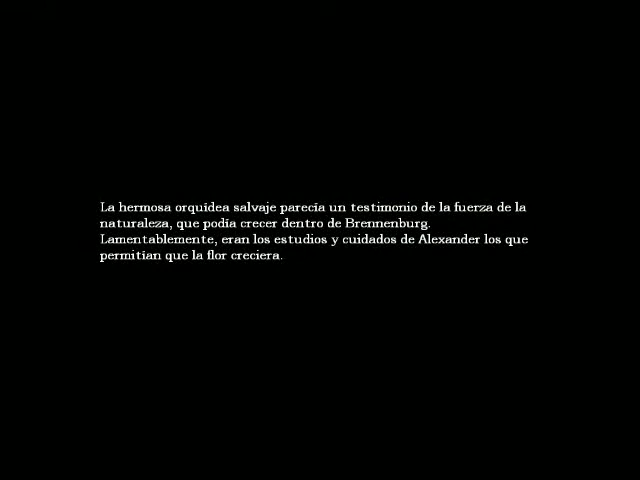 La hermosa orquídea salvaje parecía un testimonio de la fuerza de la
naturaleza, que podía crecer dentro de Brennenburg.
Lamentablemente, eran los estudios y cuidados de Alexander los que
permitían que la flor creciera.